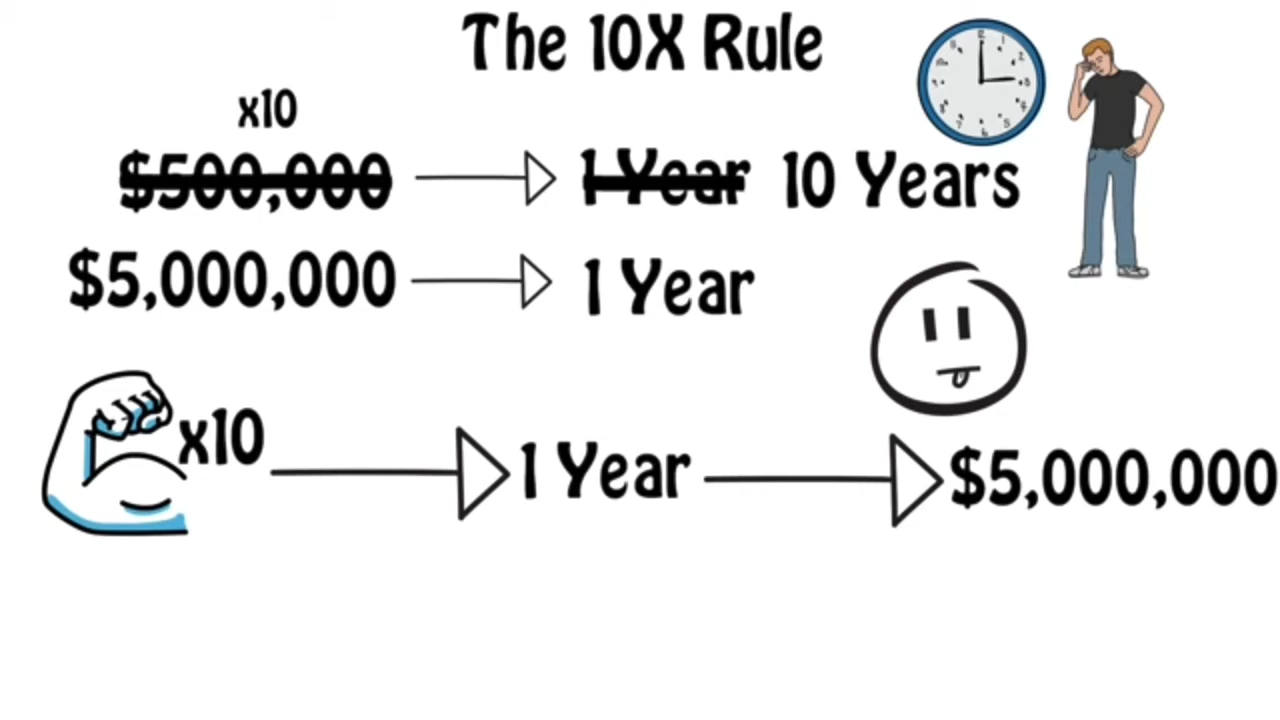 The 10X Rule
x10
$500,000 1 Year 10 Years
$5,000,000 1 Year
x10 1 Year $5,000,000